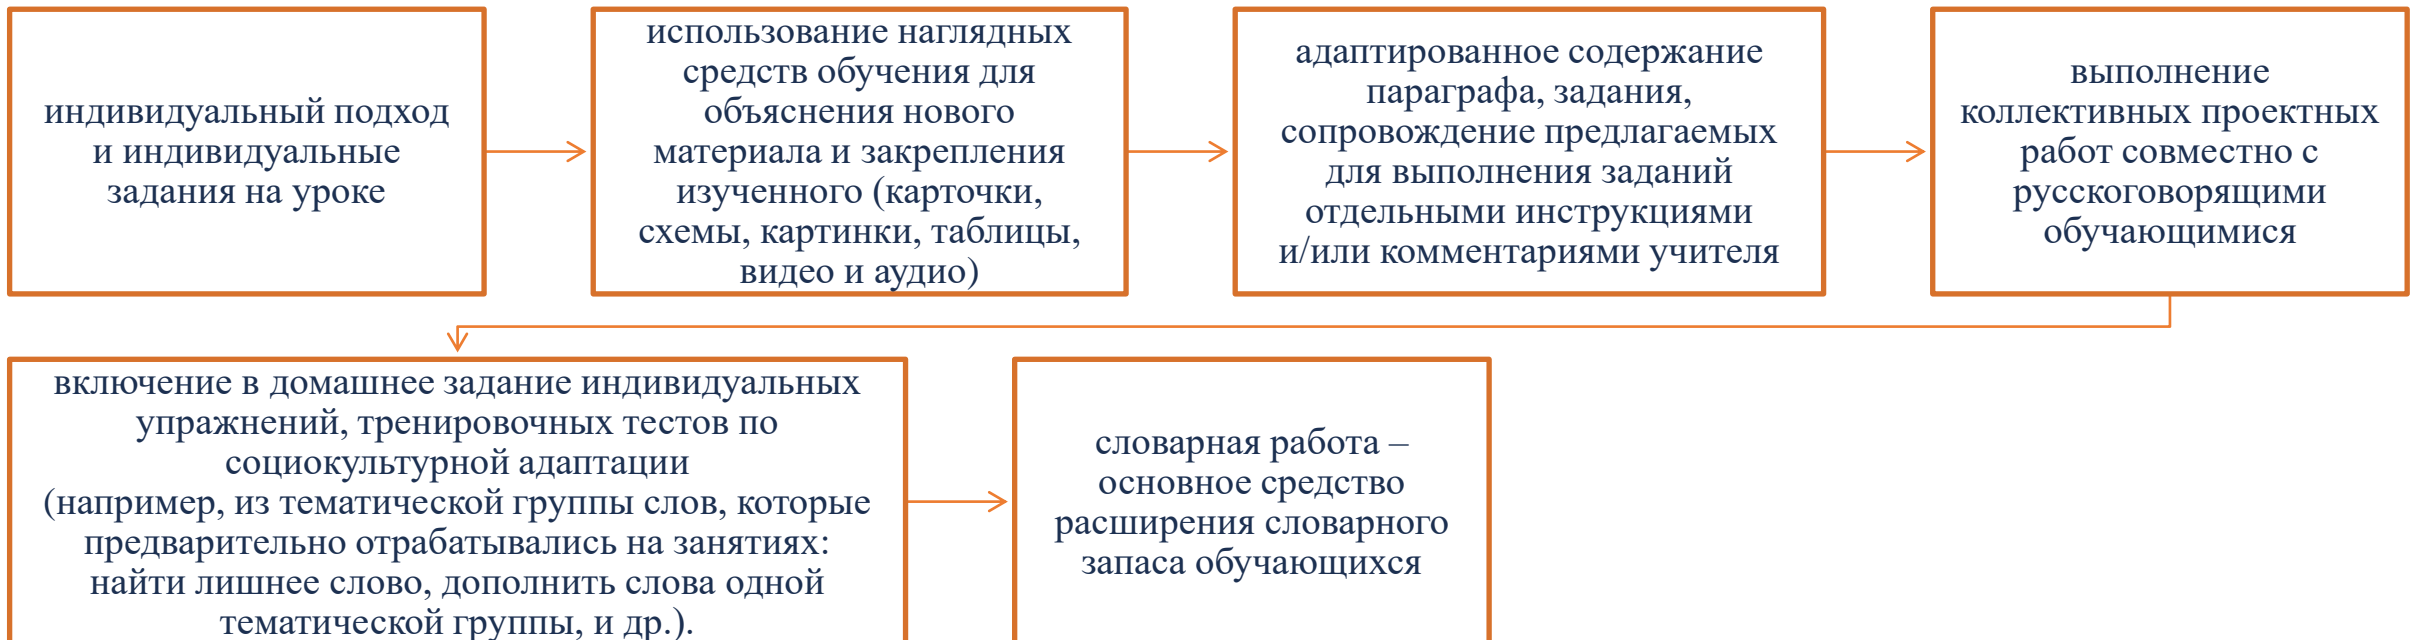 индивидуальный подход
и индивидуальные
задания на уроке
использование наглядных
средств обучения для
объяснения нового
материала и закрепления
изученного (карточки,
схемы, картинки, таблицы,
видео и аудио)
адаптированное содержание
параграфа, задания,
сопровождение предлагаемых
для выполнения заданий
отдельными инструкциями
и/или комментариями учителя
выполнение
коллективных проектных
работ совместно с
русскоговорящими
обучающимися
включение в домашнее задание индивидуальных
упражнений, тренировочных тестов по
социокультурной адаптации
(например, из тематической группы слов, которые
предварительно отрабатывались на занятиях:
найти лишнее слово, дополнить слова одной
тематической группы, и др.).
словарная работа –
основное средство
расширения словарного
запаса обучающихся